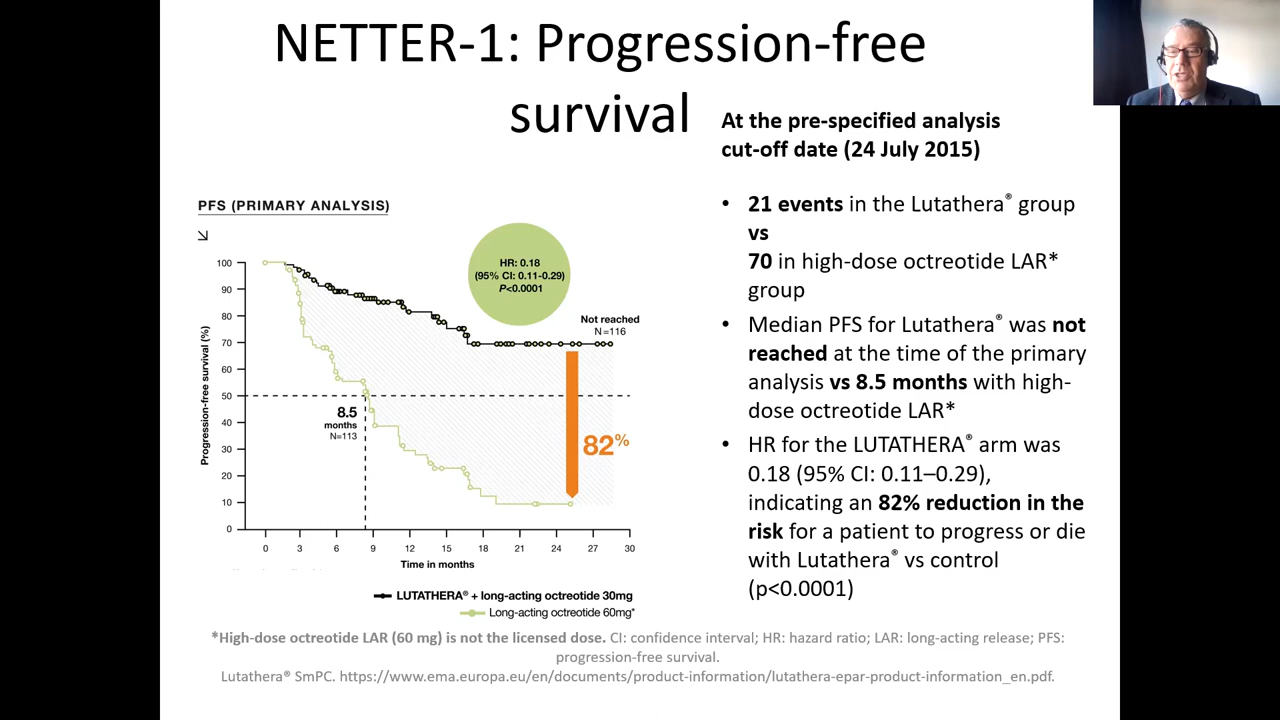 NETTER-1: Progression-free
survival
At the pre-specified analysis
cut-off date (24 July 2015)
• 21 events in the Lutathera® group
vs
70 in high-dose octreotide LAR*
group
• Median PFS for Lutathera® was not
reached at the time of the primary
analysis vs 8.5 months with high-
dose octreotide LAR*
• HR for the LUTATHERA® arm was
0.18 (95% CI: 0.11–0.29),
indicating an 82% reduction in the
risk for a patient to progress or die
with Lutathera® vs control
(p<0.0001)
PFS (PRIMARY ANALYSIS)
HR: 0.18
(95% CI: 0.11-0.29)
P<0.0001
Not reached
N=116
Progression-free survival (%)
100
90
80
70
60
50
40
30
20
10
0
8.5
months
N=113
82%
0 3 6 9 12 15 18 21 24 27 30
Time in months
LUTATHERA® + long-acting octreotide 30mg
Long-acting octreotide 60mg*
*High-dose octreotide LAR (60 mg) is not the licensed dose. CI: confidence interval; HR: hazard ratio; LAR: long-acting release; PFS:
progression-free survival.
Lutathera® SmPC. https://www.ema.europa.eu/en/documents/product-information/lutathera-epar-product-information_en.pdf.